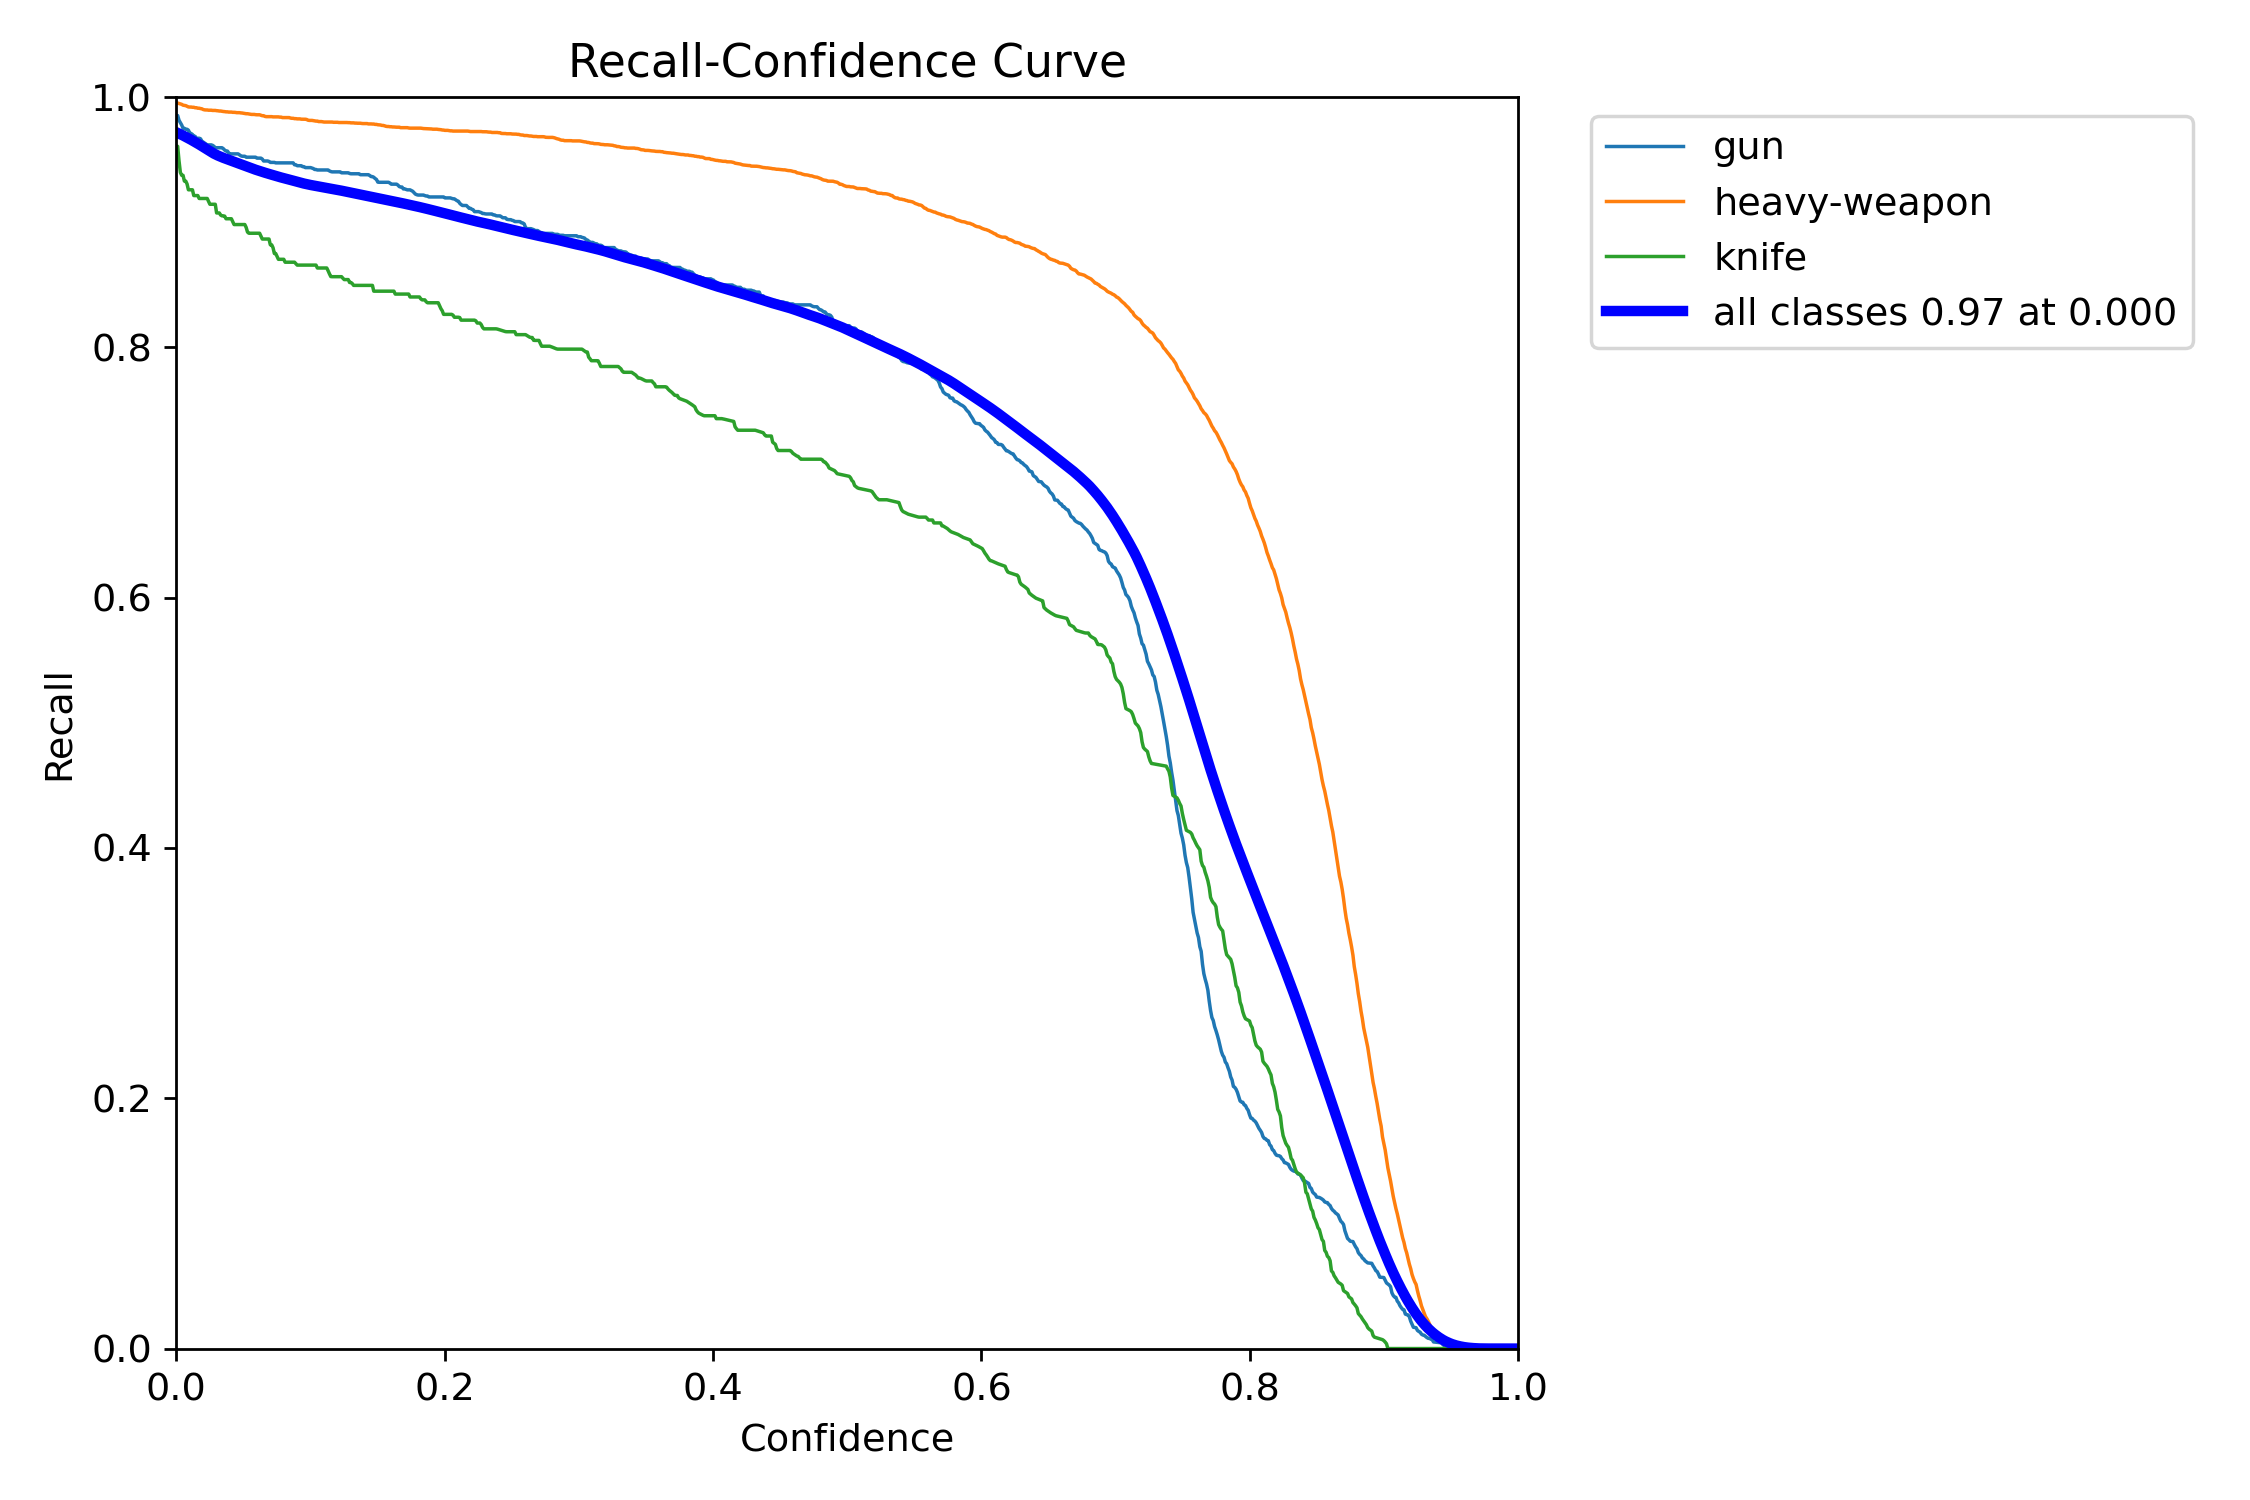 Recall-Confidence Curve
1.0
0.8
0.6
0.4
0.2
0.0
Recall
0.0 0.2 0.4 0.6 0.8 1.0
Confidence
gun
heavy-weapon
knife
all classes 0.97 at 0.000